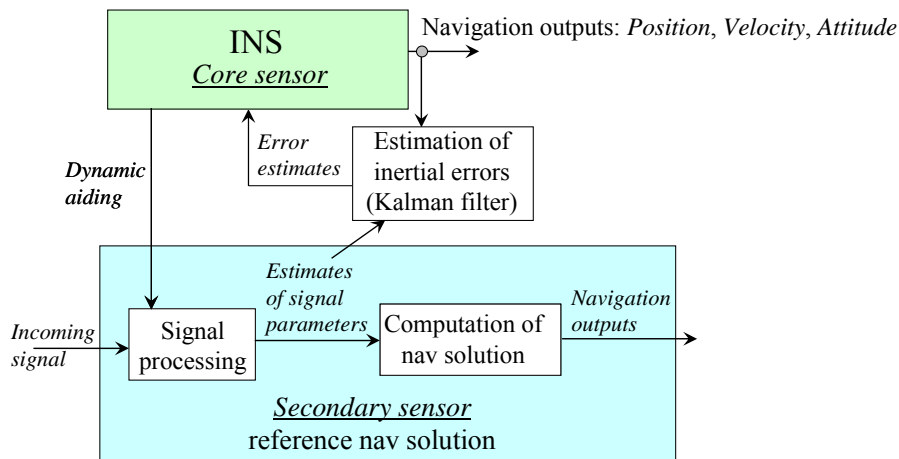 INS
Core sensor
Navigation outputs: Position, Velocity, Attitude
Error
estimates
Estimation of
inertial errors
(Kalman filter)
Dynamic
aiding
Estimates
of signal
parameters
Navigation
outputs
Incoming
signal
Signal
processing
Computation of
nav solution
Secondary sensor
reference nav solution